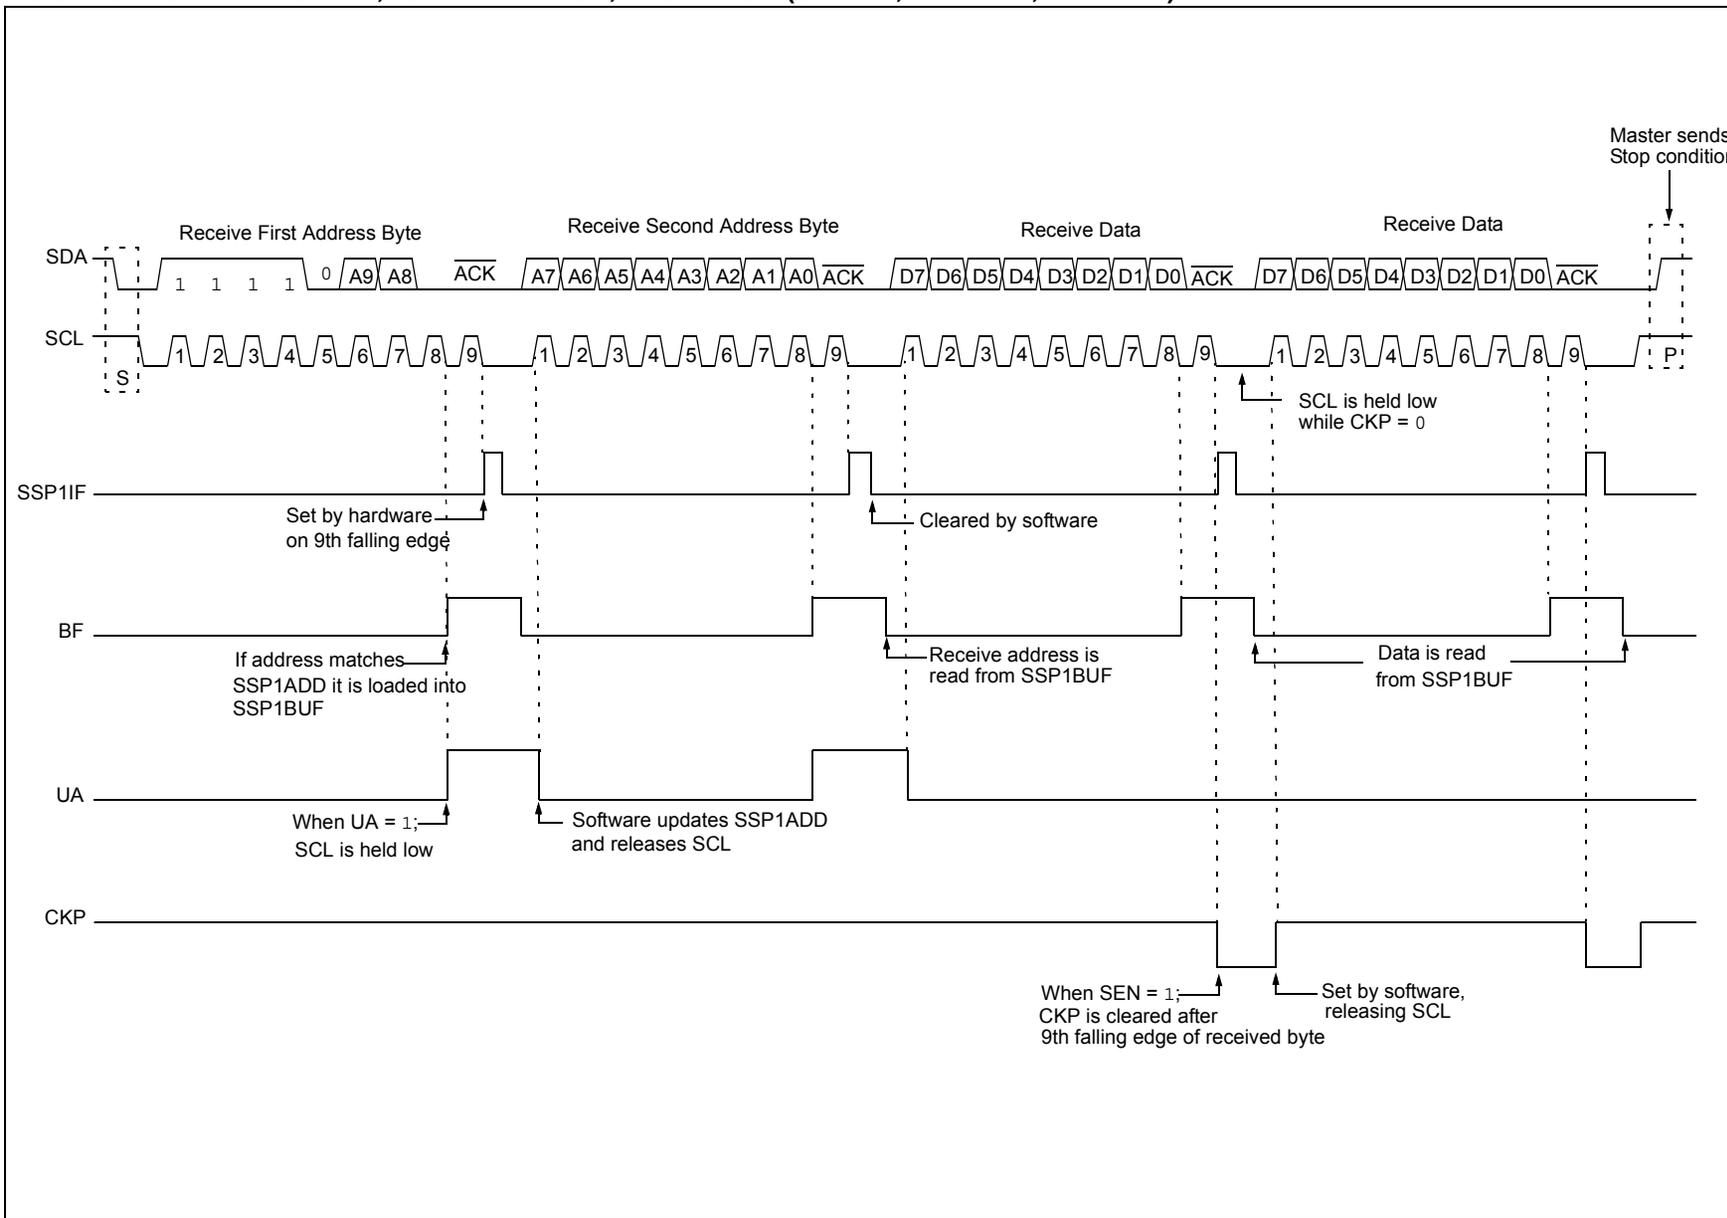 Master sends
Stop condition
Receive First Address Byte
Receive Second Address Byte
Receive Data
Receive Data
SDA
1 1 1 1 0 A9 A8 ACK A7 A6 A5 A4 A3 A2 A1 A0 ACK D7 D6 D5 D4 D3 D2 D1 D0 ACK D7 D6 D5 D4 D3 D2 D1 D0 ACK
SCL
S 1 2 3 4 5 6 7 8 9 1 2 3 4 5 6 7 8 9 1 2 3 4 5 6 7 8 9 1 2 3 4 5 6 7 8 9 P
SCL is held low
while CKP = 0
SSP1IF
Set by hardware
on 9th falling edge
Cleared by software
BF
If address matches
SSP1ADD it is loaded into
SSP1BUF
Receive address is
read from SSP1BUF
Data is read
from SSP1BUF
UA
When UA = 1;
SCL is held low
Software updates SSP1ADD
and releases SCL
CKP
When SEN = 1;
CKP is cleared after
9th falling edge of received byte
Set by software,
releasing SCL